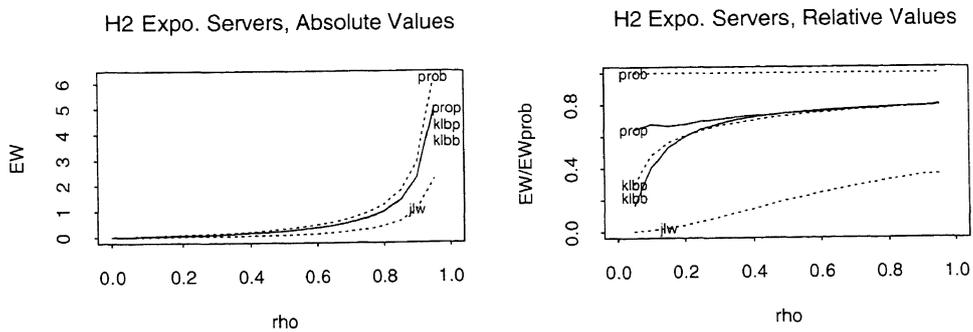 H2 Expo. Servers, Absolute Values
EW
6
5
4
3
2
1
0
prob
prop
klbp
klbb
jlw
0.0 0.2 0.4 0.6 0.8 1.0
rho
H2 Expo. Servers, Relative Values
EW/EWprob
0.8
0.4
0.0
prob
prop
klbp
klbb
jlw
0.0 0.2 0.4 0.6 0.8 1.0
rho